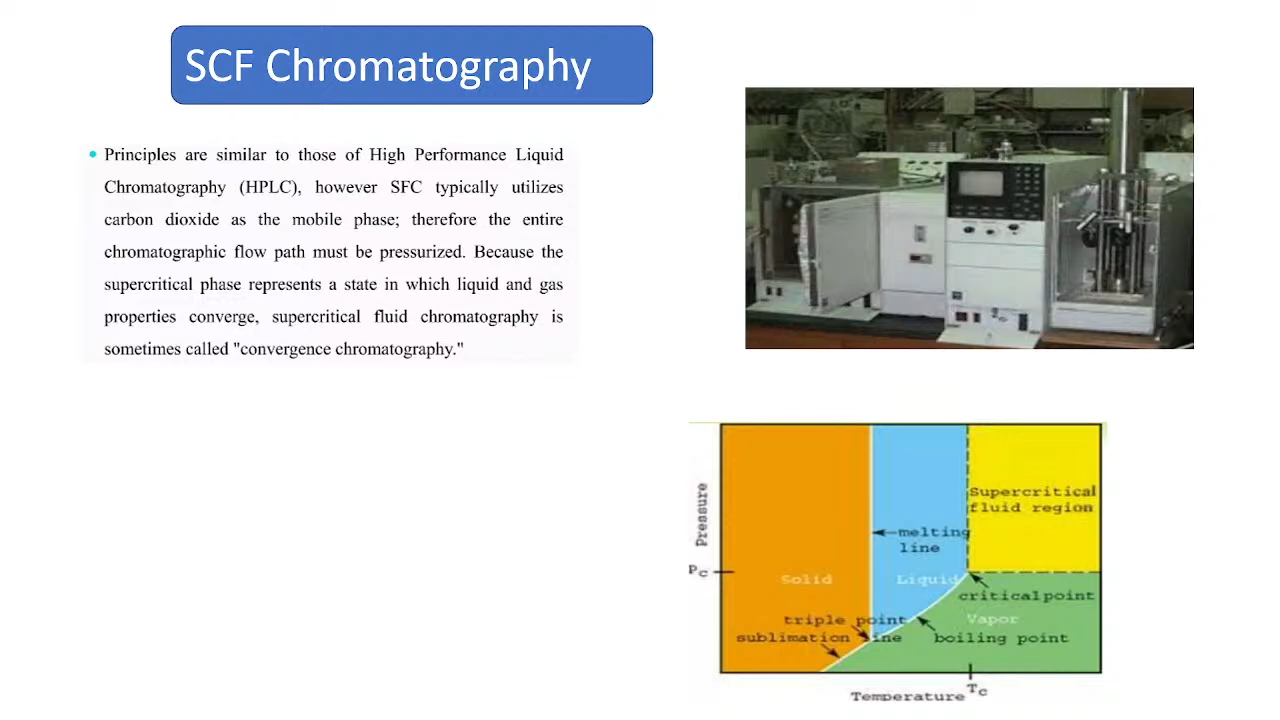 SCF Chromatography
• Principles are similar to those of High Performance Liquid
Chromatography (HPLC), however SFC typically utilizes
carbon dioxide as the mobile phase; therefore the entire
chromatographic flow path must be pressurized. Because the
supercritical phase represents a state in which liquid and gas
properties converge, supercritical fluid chromatography is
sometimes called "convergence chromatography."
Pressure
Supercritical
fluid region
melting
line
Pc
Solid
Liquid
critical point
triple point
Vapor
sublimation line
boiling point
Temperature
Tc